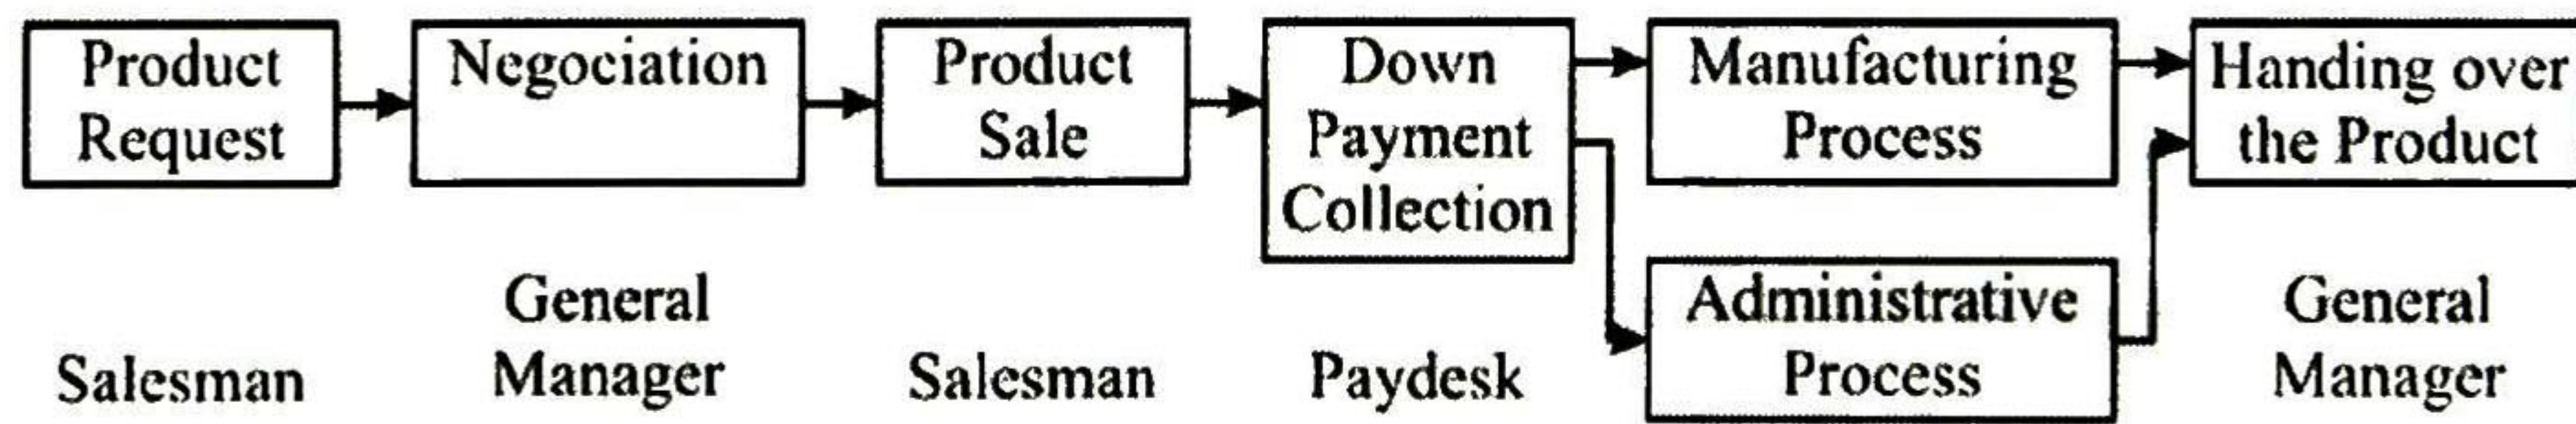 Product
Request
Negociation
Product
Sale
Down
Payment
Collection
Manufacturing
Process
Handing over
the Product
Administrative
Process
Salesman
General
Manager
Salesman
Paydesk
General
Manager